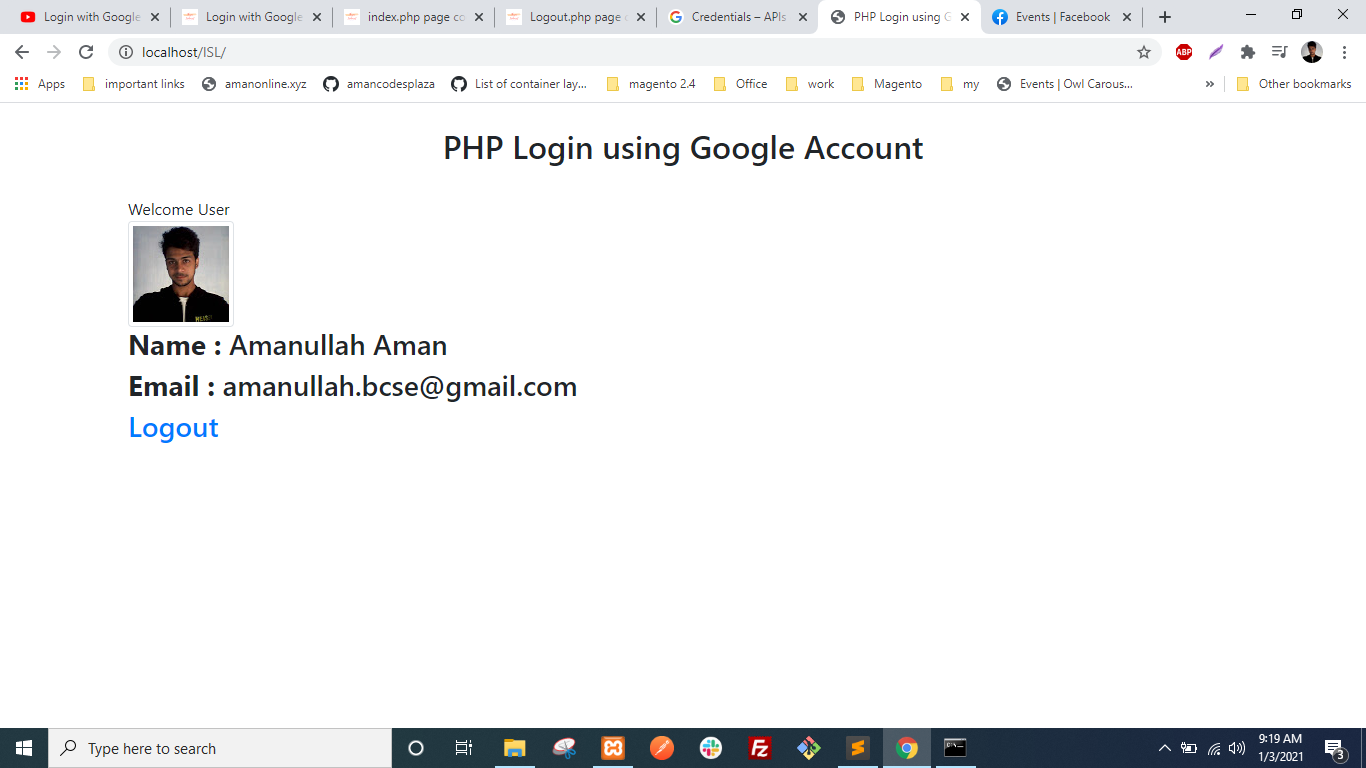 Login with Google
Login with Google
index.php page co
Logout.php page
Credentials – APIs
PHP Login using G
Events | Facebook
localhost/ISL/
ABP
Apps
important links
amanonline.xyz
amancodesplaza
List of container lay...
magento 2.4
Office
work
Magento
my
Events | Owl Carous...
»
Other bookmarks
PHP Login using Google Account
Welcome User
Name : Amanullah Aman
Email : amanullah.bcse@gmail.com
Logout
Type here to search
9:19 AM
1/3/2021
3